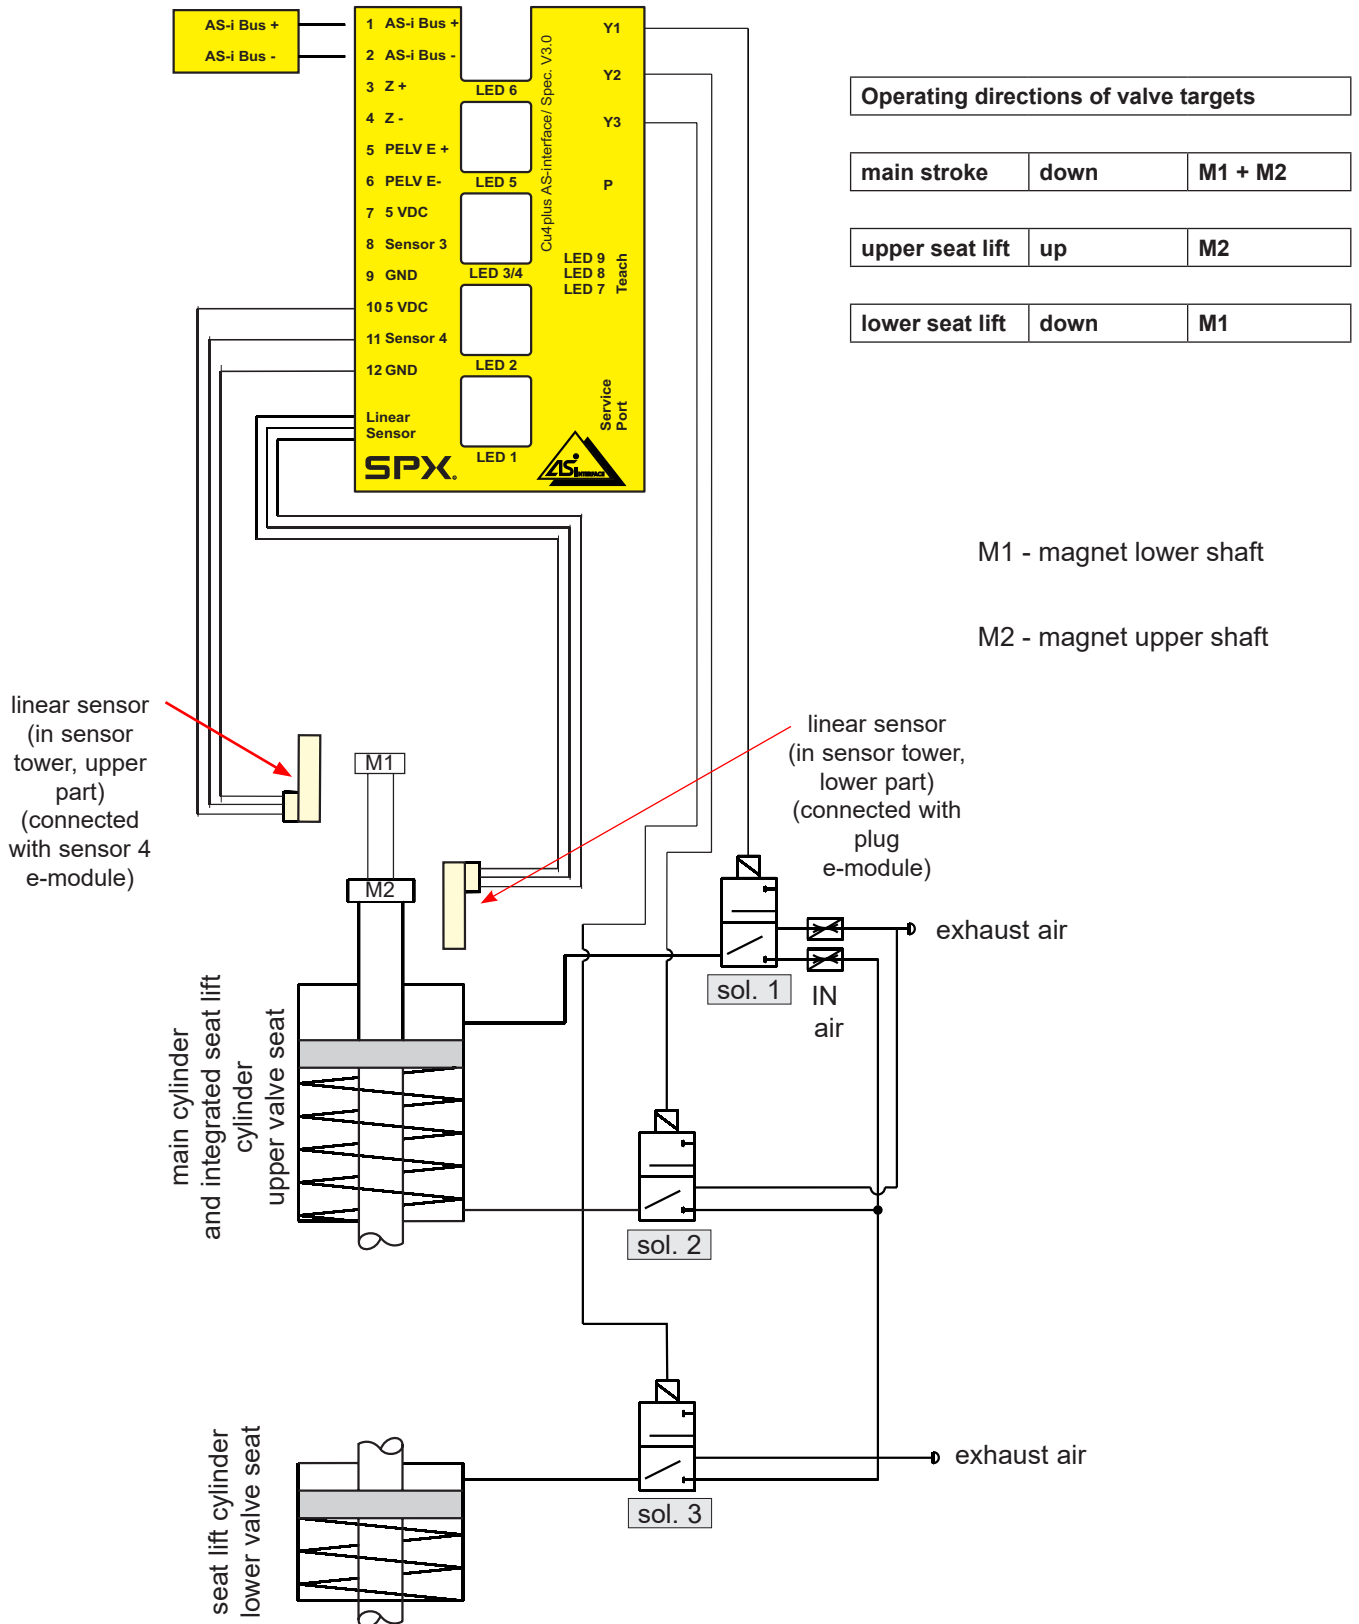 AS-i Bus +
AS-i Bus -
1 AS-i Bus +
2 AS-i Bus -
3 Z +
4 Z -
5 PELV E +
6 PELV E-
7 5 VDC
8 Sensor 3
9 GND
10 5 VDC
11 Sensor 4
12 GND
Linear
Sensor
SPX.
LED 6
LED 5
LED 3/4
LED 2
LED 1
Cu4plus AS-interface/ Spec. V3.0
Y1
Y2
Y3
P
LED 9
LED 8
LED 7
Teach
Service
Port
ASi INTERFACE
Operating directions of valve targets
main stroke down M1 + M2
upper seat lift up M2
lower seat lift down M1
M1 - magnet lower shaft
M2 - magnet upper shaft
linear sensor
(in sensor
tower, upper
part)
(connected
with sensor 4
e-module)
M1
M2
linear sensor
(in sensor tower,
lower part)
(connected with
plug
e-module)
exhaust air
sol. 1
IN
air
main cylinder
and integrated seat lift
cylinder
upper valve seat
sol. 2
exhaust air
sol. 3
seat lift cylinder
lower valve seat